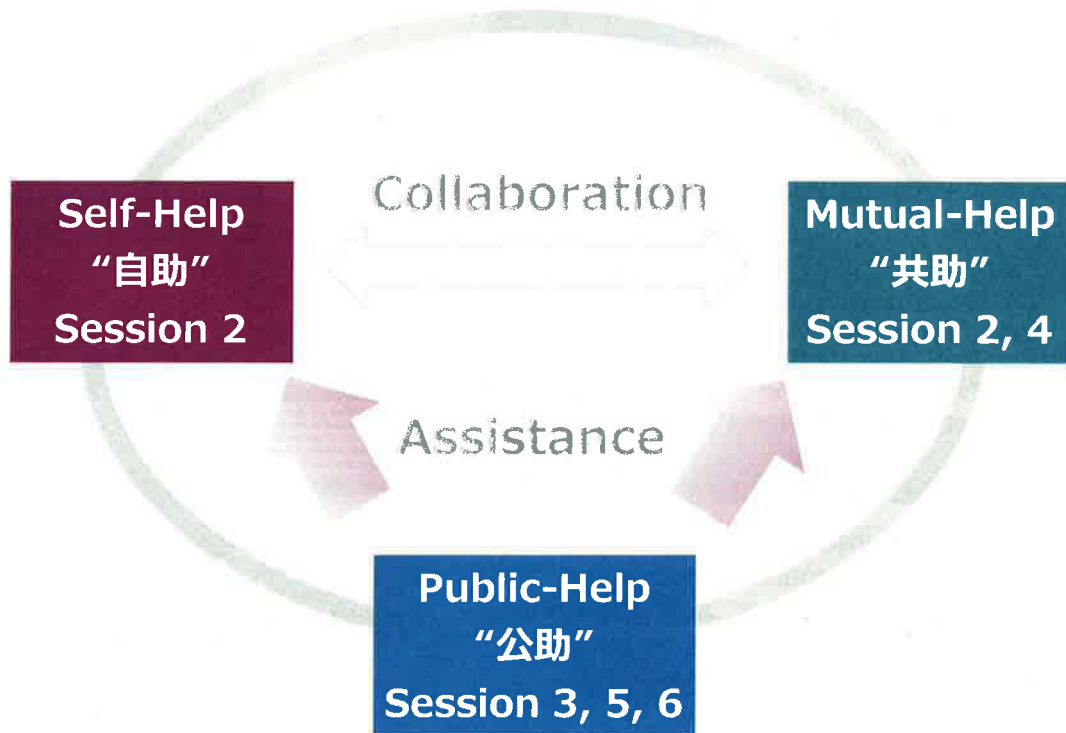 Collaboration
Self-Help
“自助”
Session 2
Mutual-Help
“共助”
Session 2, 4
Assistance
Public-Help
“公助”
Session 3, 5, 6